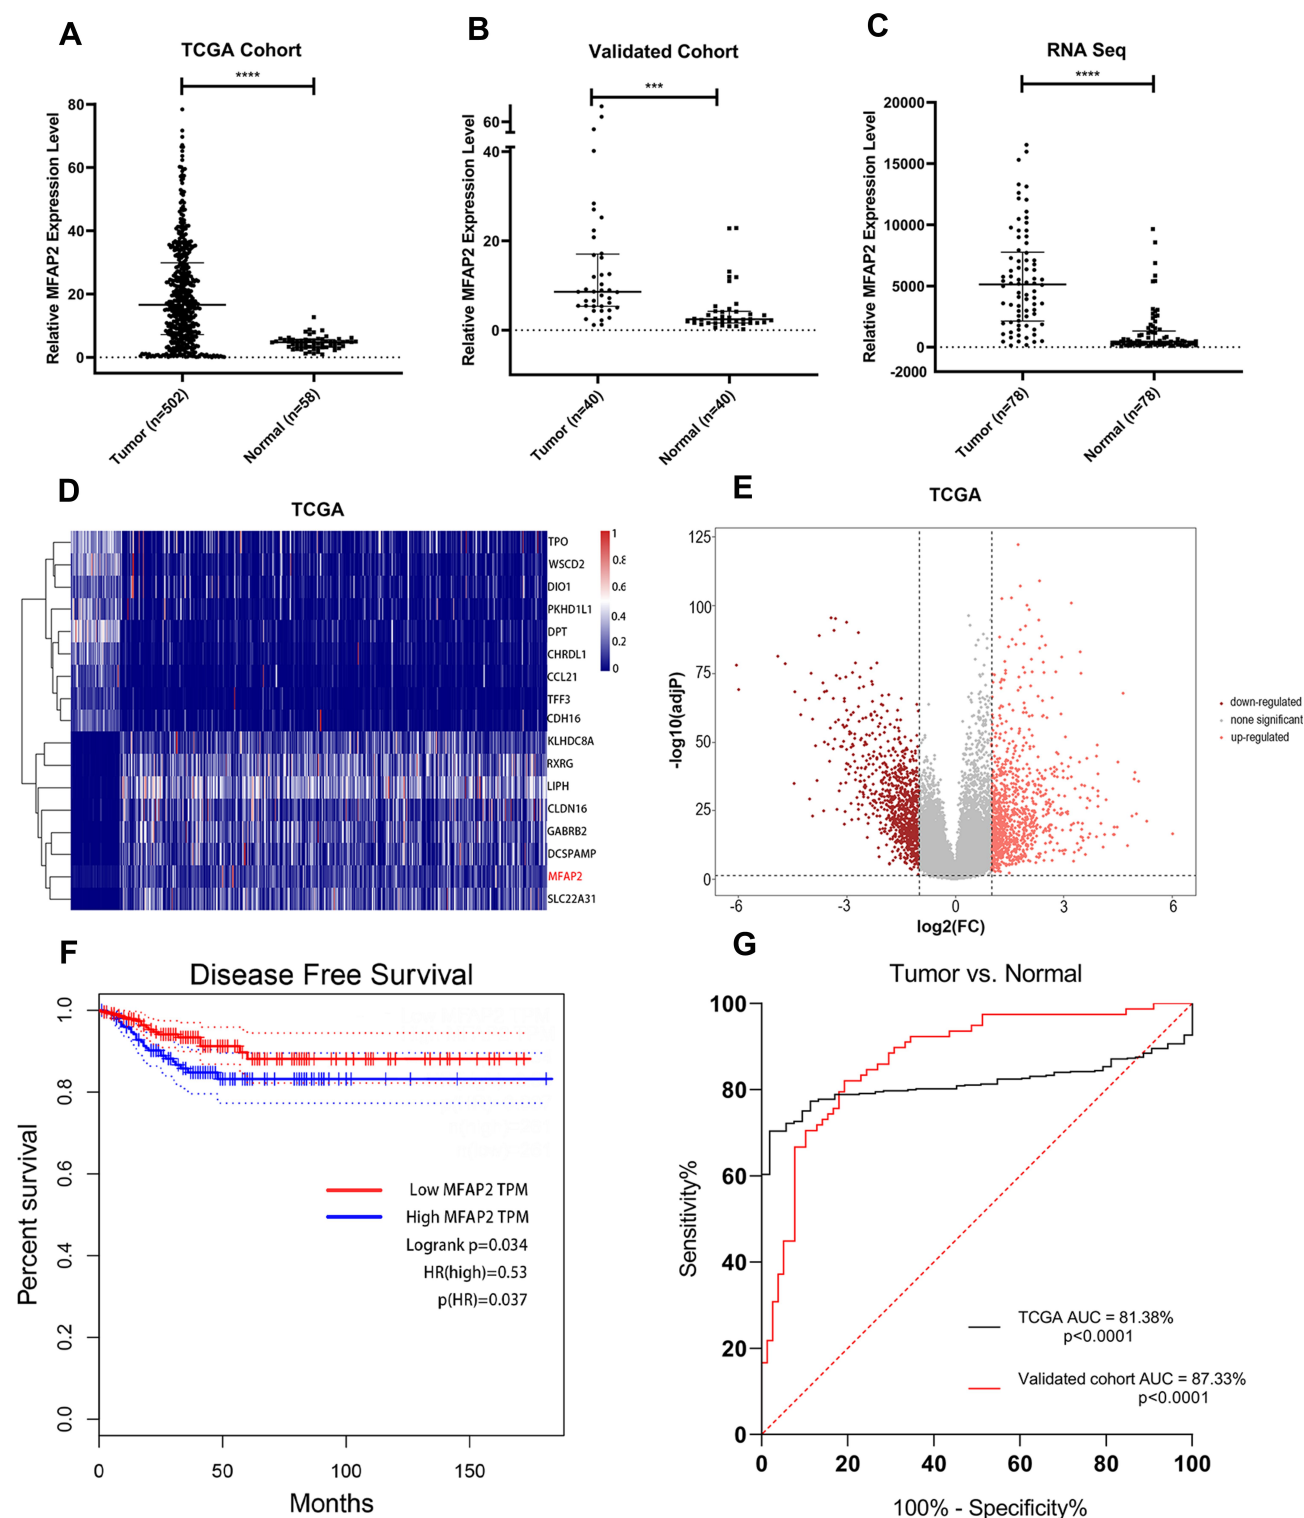 A
TCGA Cohort
****
Relative MFAP2 Expression Level
80
60
40
20
0
Tumor (n=502)
Normal (n=58)
B
Validated Cohort
***
Relative MFAP2 Expression Level
60
40
20
0
Tumor (n=40)
Normal (n=40)
C
RNA Seq
****
Relative MFAP2 Expression Level
20000
15000
10000
5000
0
-2000
Tumor (n=78)
Normal (n=78)
D
TCGA
TPO
WSCD2
DIO1
PKHD1L1
DPT
CHRDL1
CCL21
TFF3
CDH16
KLHDC8A
RXRG
LIPH
CLDN16
GABRB2
DCSPAMP
MFAP2
SLC22A31
1
0.8
0.6
0.4
0.2
0
E
TCGA
-log10(adjP)
125
100
75
50
25
0
-6 -3 0 3 6
log2(FC)
down-regulated
none significant
up-regulated
F
Disease Free Survival
Percent survival
1.0
0.8
0.6
0.4
0.2
0.0
Low MFAP2 TPM
High MFAP2 TPM
Logrank p=0.034
HR(high)=0.53
p(HR)=0.037
0 50 100 150
Months
G
Tumor vs. Normal
Sensitivity%
100
80
60
40
20
0
TCGA AUC = 81.38%
p<0.0001
Validated cohort AUC = 87.33%
p<0.0001
0 20 40 60 80 100
100% - Specificity%